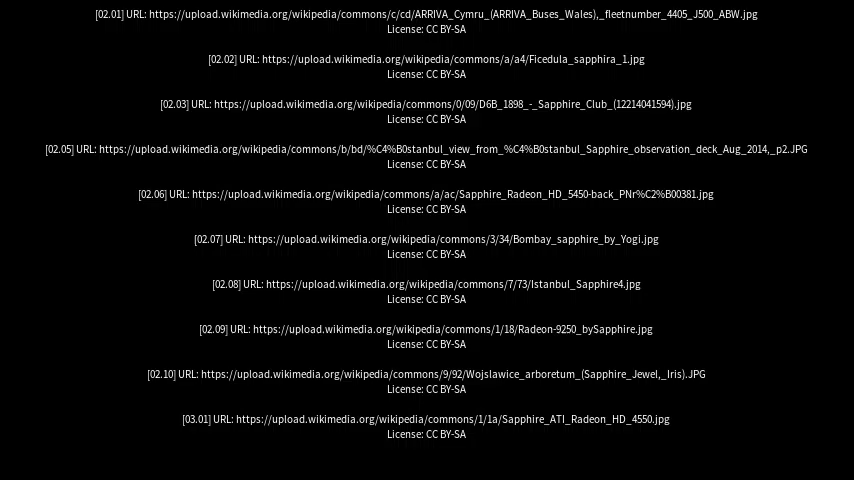 [02.01] URL: https://upload.wikimedia.org/wikipedia/commons/c/cd/ARRIVA_Cymru_(ARRIVA_Buses_Wales),_fleetnumber_4405_J500_ABW.jpg
License: CC BY-SA
[02.02] URL: https://upload.wikimedia.org/wikipedia/commons/a/a4/Ficedula_sapphira_1.jpg
License: CC BY-SA
[02.03] URL: https://upload.wikimedia.org/wikipedia/commons/0/09/D6B_1898_-_Sapphire_Club_(12214041594).jpg
License: CC BY-SA
[02.05] URL: https://upload.wikimedia.org/wikipedia/commons/b/bd/%C4%B0stanbul_view_from_%C4%B0stanbul_Sapphire_observation_deck_Aug_2014,_p2.JPG
License: CC BY-SA
[02.06] URL: https://upload.wikimedia.org/wikipedia/commons/a/ac/Sapphire_Radeon_HD_5450-back_PNr%C2%B00381.jpg
License: CC BY-SA
[02.07] URL: https://upload.wikimedia.org/wikipedia/commons/3/34/Bombay_sapphire_by_Yogi.jpg
License: CC BY-SA
[02.08] URL: https://upload.wikimedia.org/wikipedia/commons/7/73/Istanbul_Sapphire4.jpg
License: CC BY-SA
[02.09] URL: https://upload.wikimedia.org/wikipedia/commons/1/18/Radeon-9250_bySapphire.jpg
License: CC BY-SA
[02.10] URL: https://upload.wikimedia.org/wikipedia/commons/9/92/Wojslawice_arboretum_(Sapphire_Jewel,_Iris).JPG
License: CC BY-SA
[03.01] URL: https://upload.wikimedia.org/wikipedia/commons/1/1a/Sapphire_ATI_Radeon_HD_4550.jpg
License: CC BY-SA